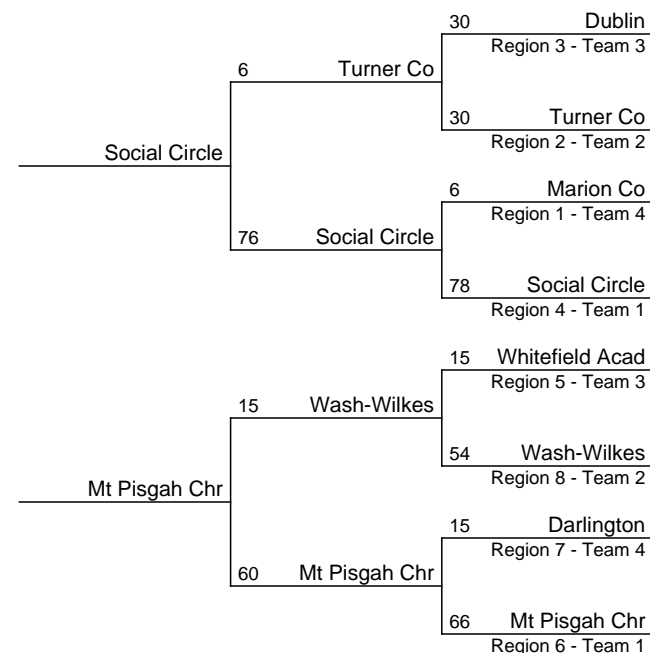 30 Dublin
Region 3 - Team 3
6 Turner Co
30 Turner Co
Region 2 - Team 2
Social Circle
6 Marion Co
Region 1 - Team 4
76 Social Circle
78 Social Circle
Region 4 - Team 1
15 Whitefield Acad
Region 5 - Team 3
15 Wash-Wilkes
54 Wash-Wilkes
Region 8 - Team 2
Mt Pisgah Chr
15 Darlington
Region 7 - Team 4
60 Mt Pisgah Chr
66 Mt Pisgah Chr
Region 6 - Team 1